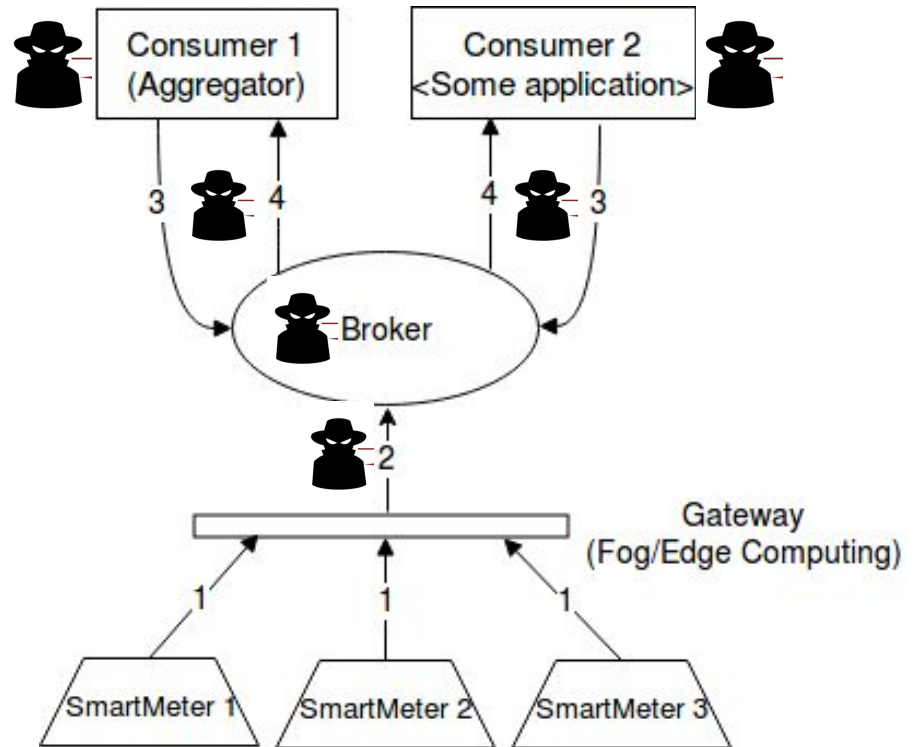 Consumer 1
(Aggregator)
Consumer 2
<Some application>
3
4
4
3
Broker
2
Gateway
(Fog/Edge Computing)
1
1
1
SmartMeter 1
SmartMeter 2
SmartMeter 3